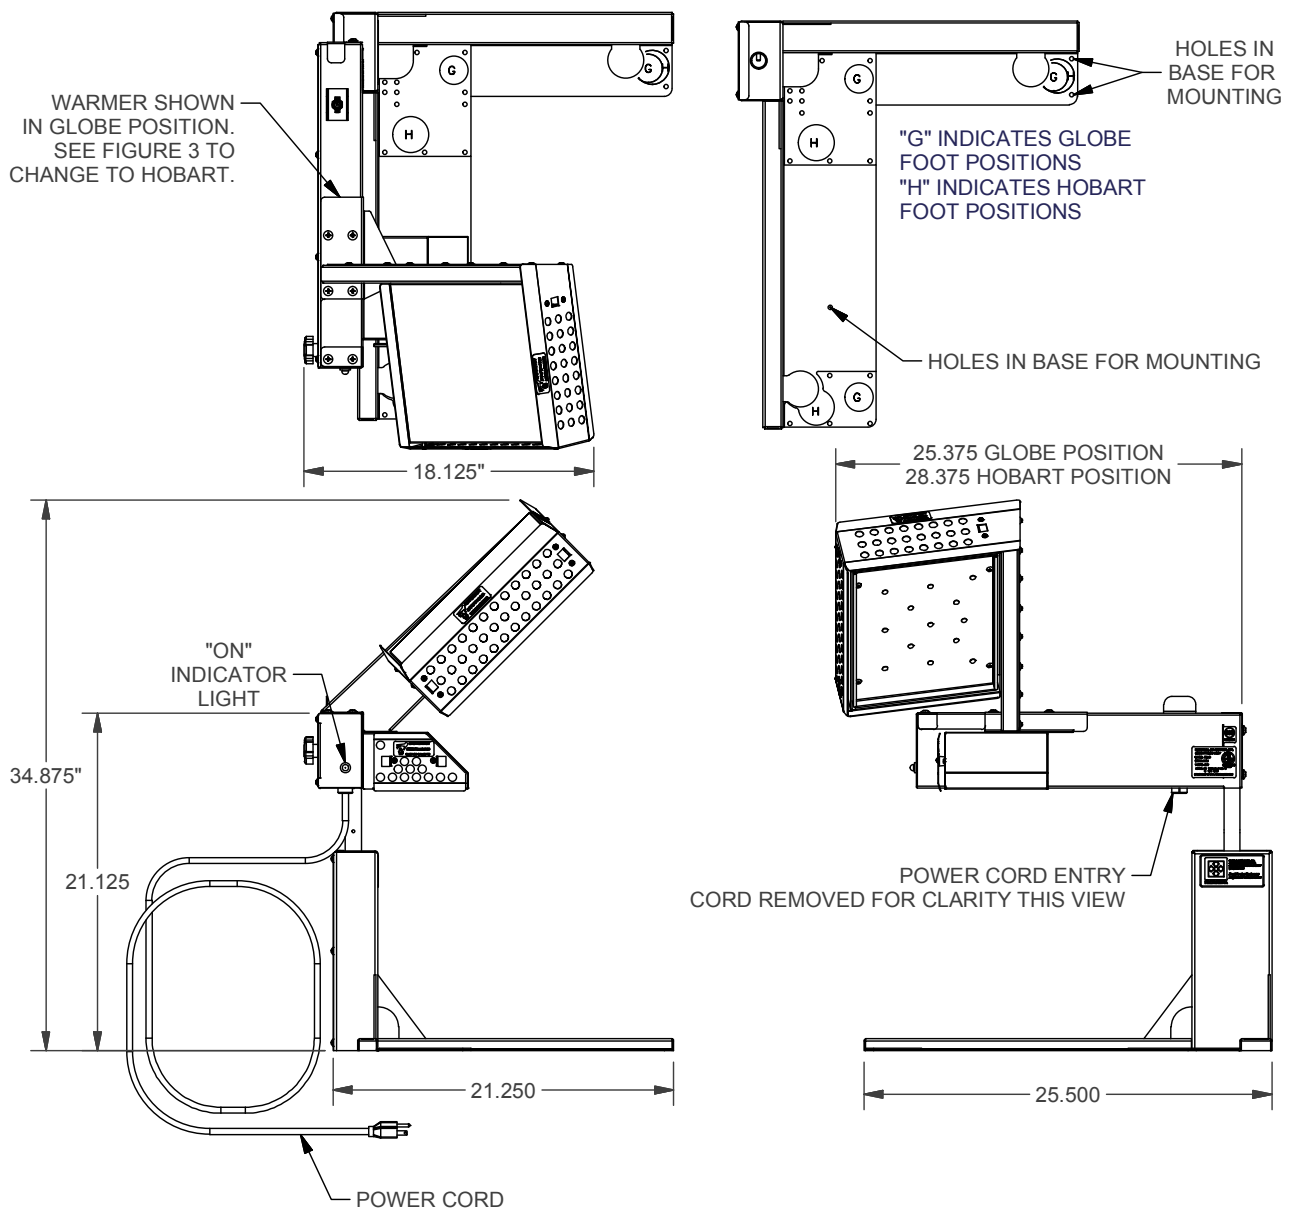 WARMER SHOWN
IN GLOBE POSITION.
SEE FIGURE 3 TO
CHANGE TO HOBART.
G
G
H
18.125"
HOLES IN
BASE FOR
MOUNTING
G
G
H
"G" INDICATES GLOBE
FOOT POSITIONS
"H" INDICATES HOBART
FOOT POSITIONS
HOLES IN BASE FOR MOUNTING
G
H
25.375 GLOBE POSITION
28.375 HOBART POSITION
"ON"
INDICATOR
LIGHT
34.875"
21.125
21.250
POWER CORD
POWER CORD ENTRY
CORD REMOVED FOR CLARITY THIS VIEW
25.500